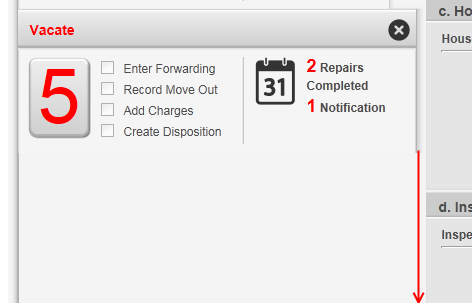 Vacate
5
Enter Forwarding
Record Move Out
Add Charges
Create Disposition
31
2 Repairs
Completed
1 Notification
c. Ho
Hous
d. Ins
Inspe